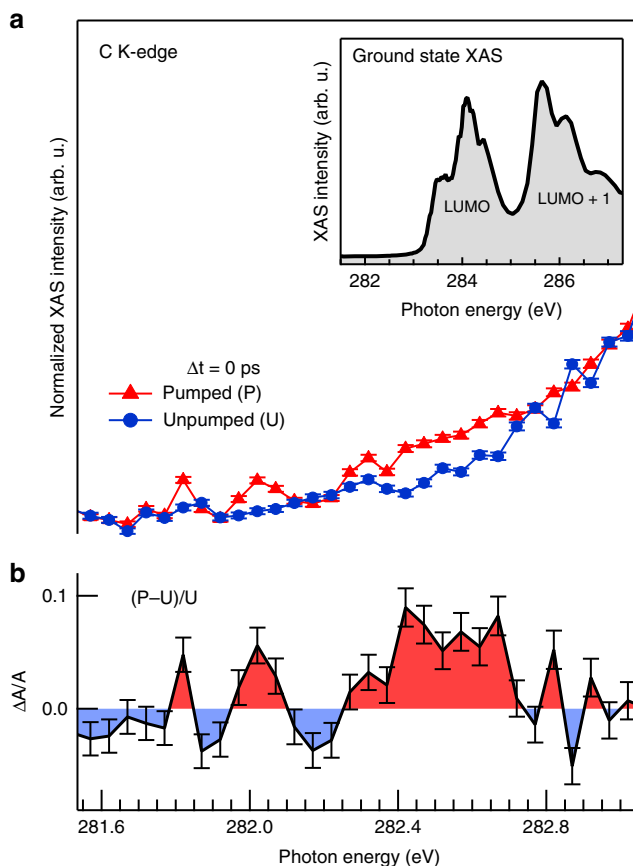 a
C K-edge
Normalized XAS intensity (arb. u.)
Ground state XAS
XAS intensity (arb. u.)
LUMO
LUMO + 1
282
284
286
Photon energy (eV)
Δt = 0 ps
Pumped (P)
Unpumped (U)
b
(P–U)/U
0.1
0.0
ΔA/A
281.6
282.0
282.4
282.8
Photon energy (eV)